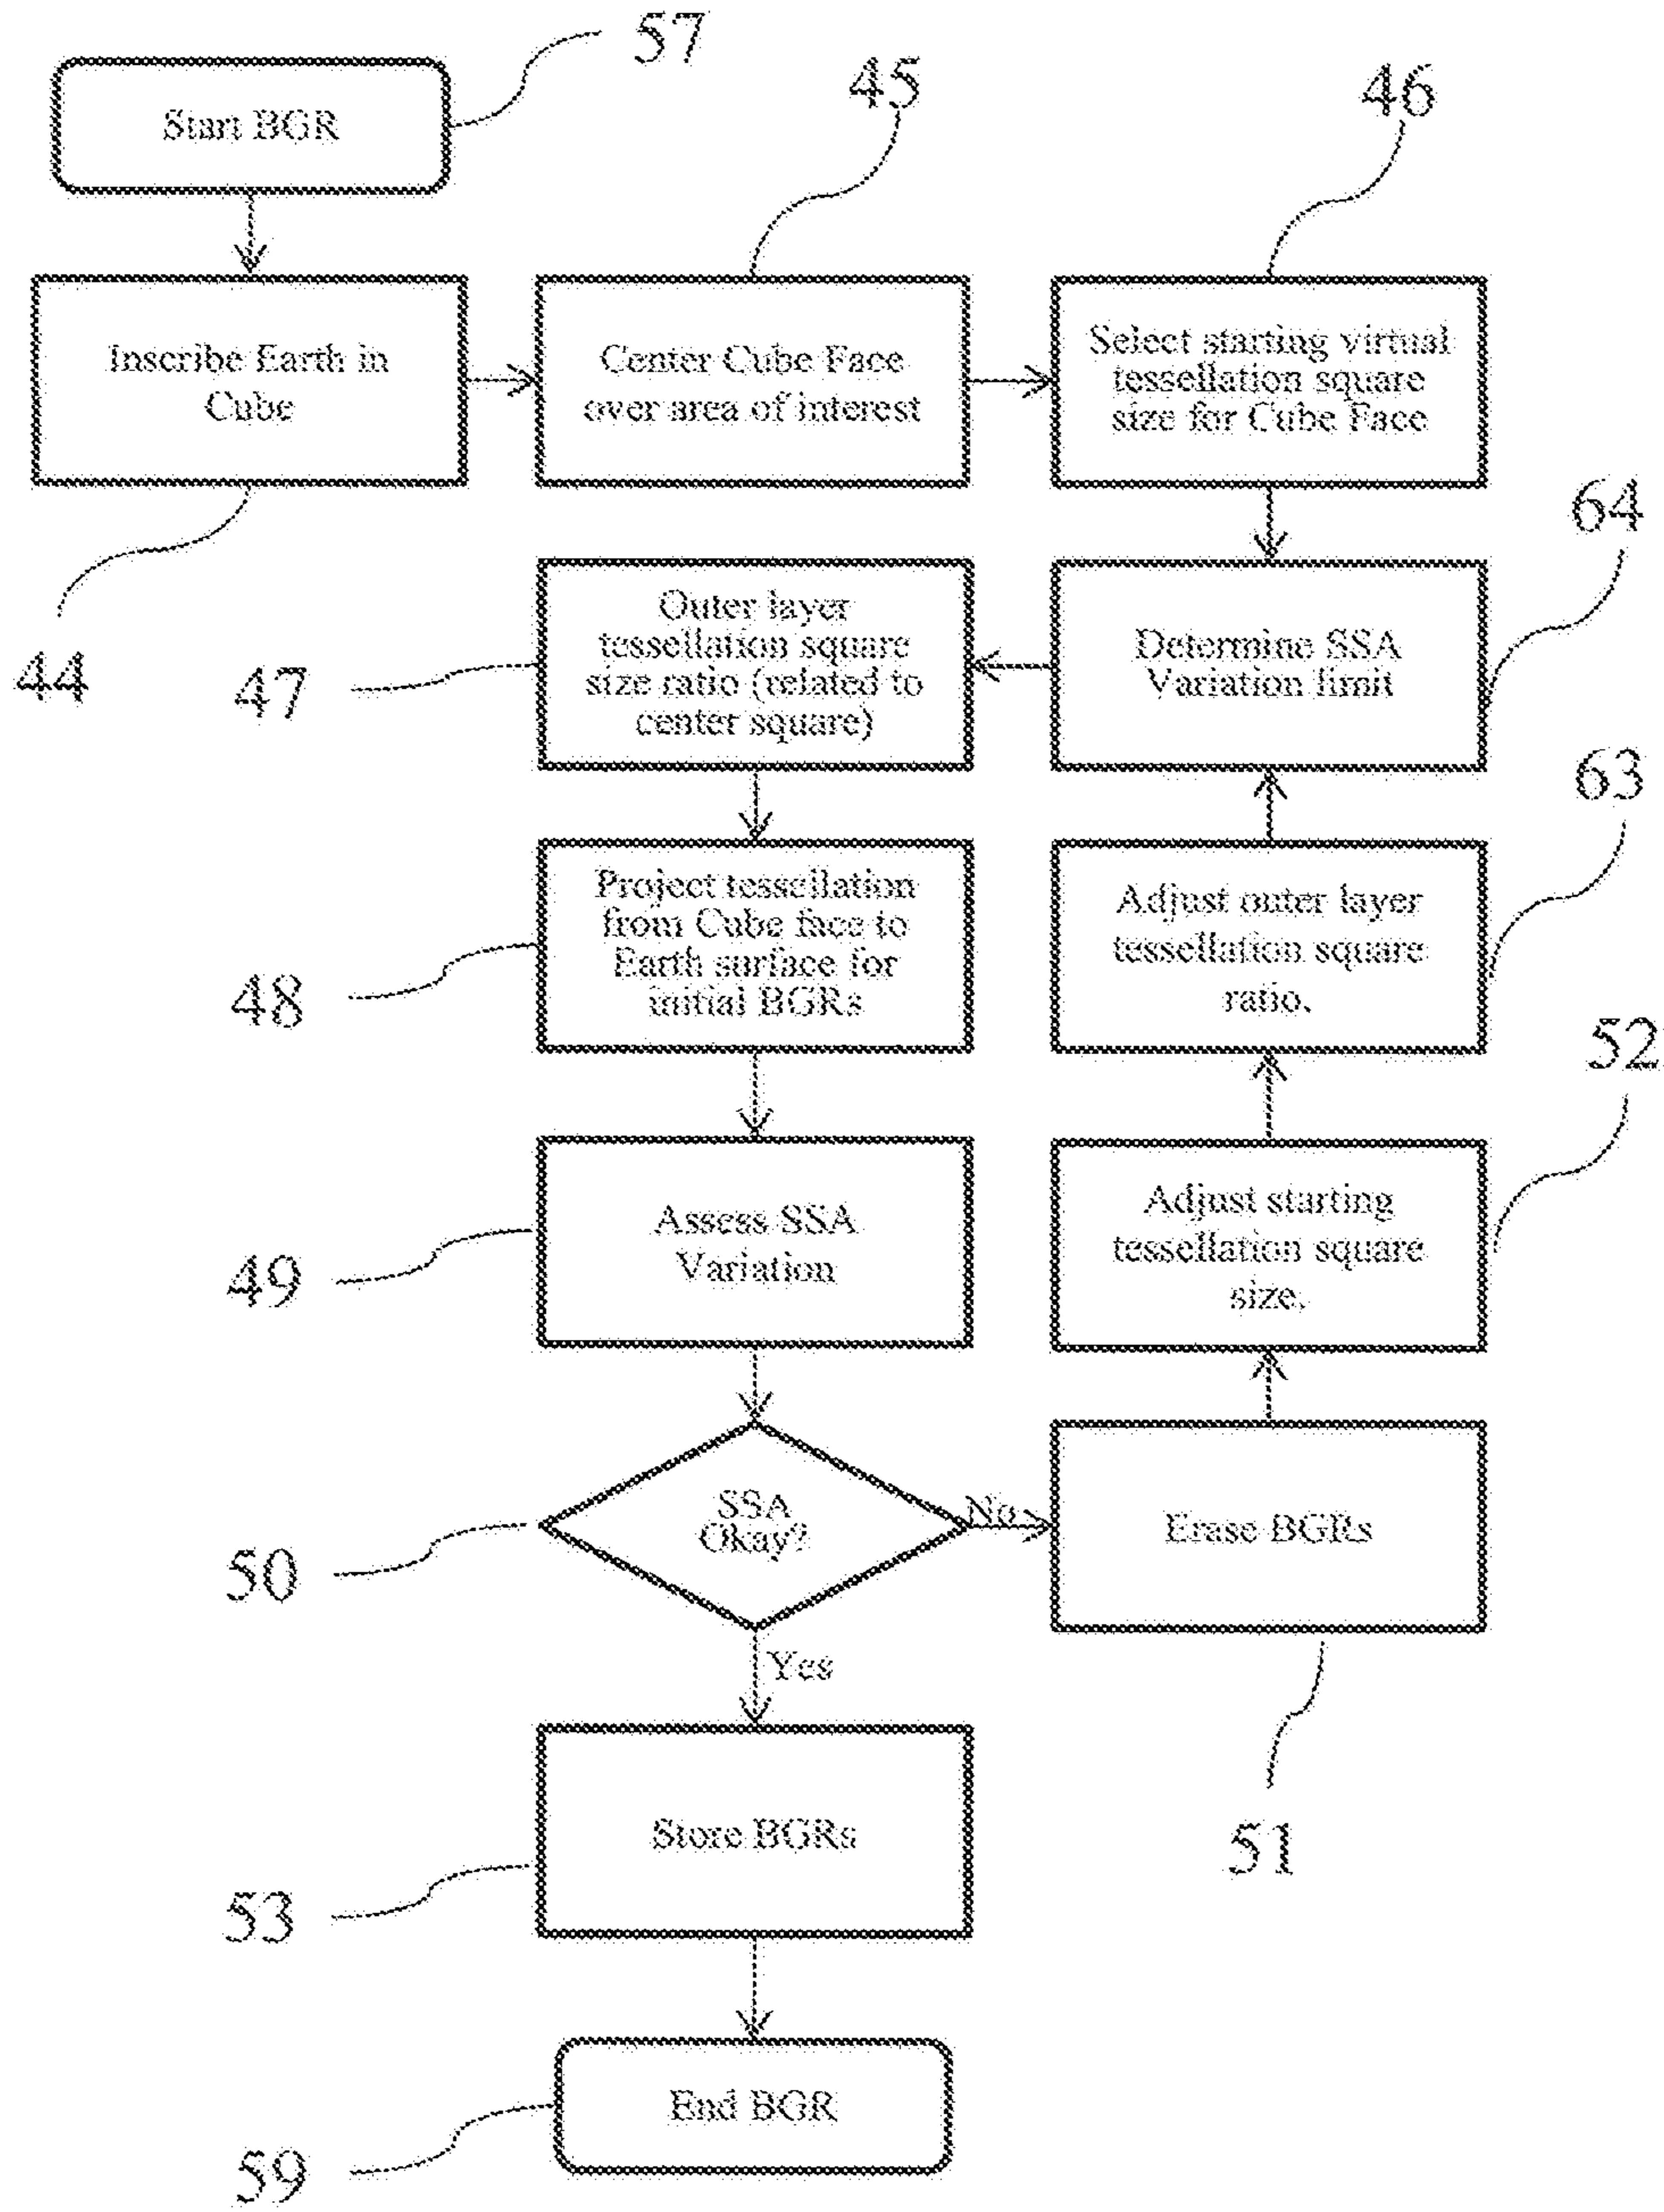 57
Start BGR
45
46
Inscribe Earth in
Cube
Center Cube Face
over area of interest
Select starting virtual
tessellation square
size for Cube Face
44
64
Outer layer
tessellation square
size ratio (related to
center square)
Determine SSA
Variation limit
47
63
Project tessellation
from Cube face to
Earth surface for
initial BGRs
Adjust outer layer
tessellation square
ratio.
48
52
Assess SSA
Variation
Adjust starting
tessellation square
size.
49
SSA
Okay?
No
Erase BGRs
50
Yes
51
Store BGRs
53
End BGR
59